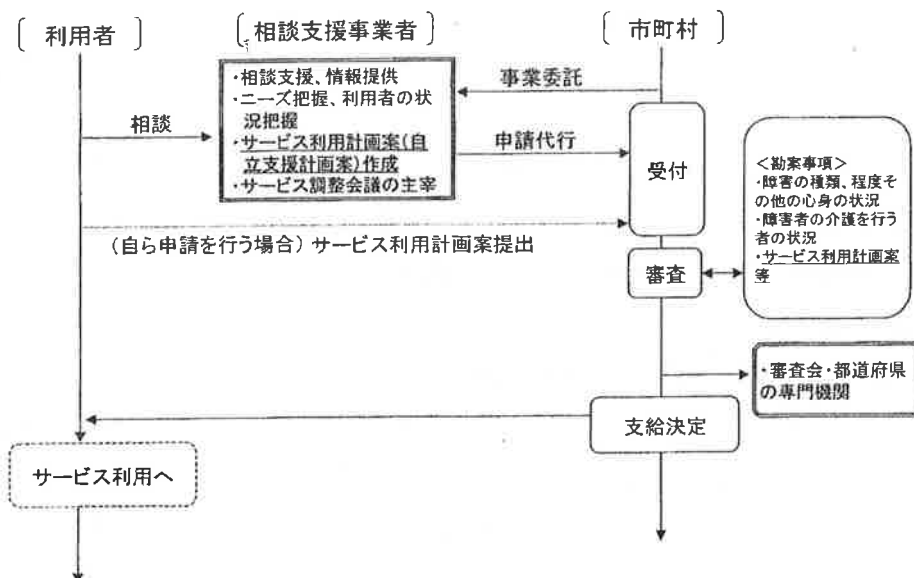 〔 利用者 〕
〔 相談支援事業者 〕
〔 市町村 〕
・相談支援、情報提供
・ニーズ把握、利用者の状
況把握
・サービス利用計画案(自
立支援計画案)作成
・サービス調整会議の主宰
事業委託
相談
申請代行
受付
<勘案事項>
・障害の種類、程度そ
の他の心身の状況
・障害者の介護を行う
者の状況
・サービス利用計画案
等
(自ら申請を行う場合) サービス利用計画案提出
審査
・審査会・都道府県
の専門機関
支給決定
サービス利用へ